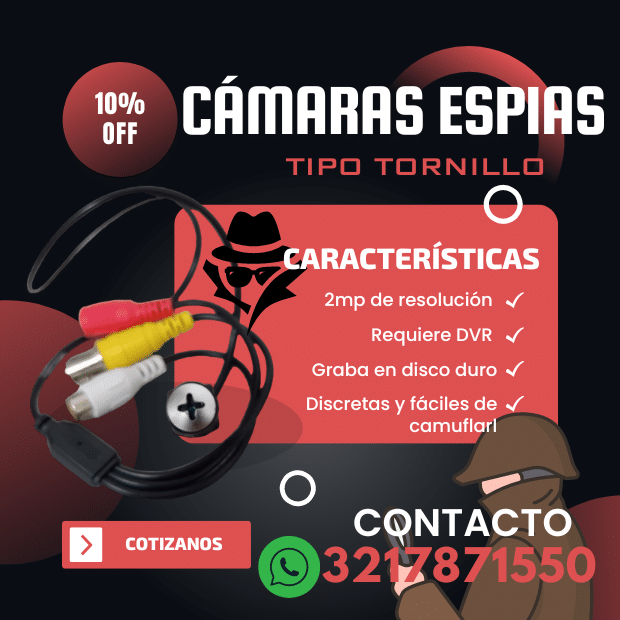 10%
OFF
CÁMARAS ESPIAS
TIPO TORNILLO
CARACTERÍSTICAS
2mp de resolución
Requiere DVR
Graba en disco duro
Discretas y fáciles de
camuflarl
COTIZANOS
CONTACTO
3217871550